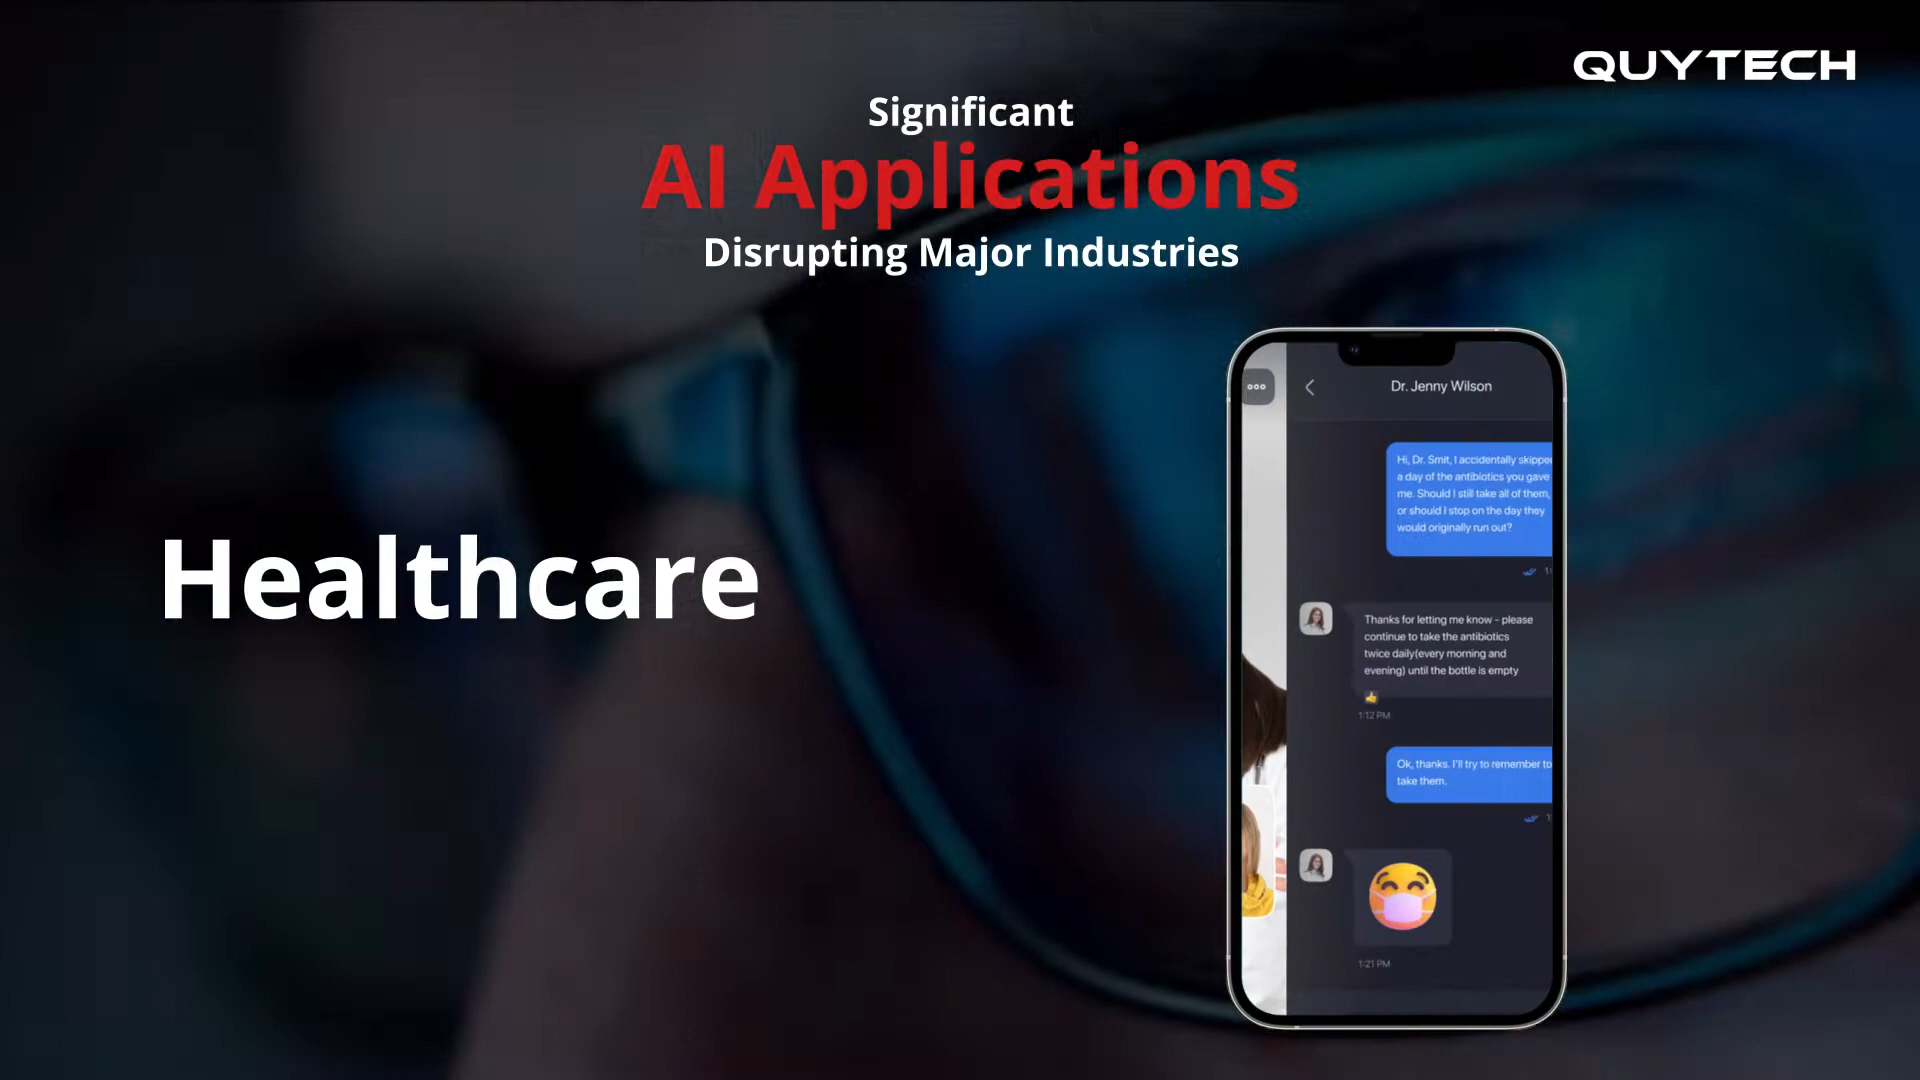 QUYTECH
Significant
AI Applications
Disrupting Major Industries
Healthcare
Dr. Jenny Wilson
Hi, Dr. Smit, I accidentally skipped
a day of the antibiotics you gave
me. Should I still take all of them,
or should I stop on the day they
would originally run out?
Thanks for letting me know - please
continue to take the antibiotics
twice daily(every morning and
evening) until the bottle is empty
1:12 PM
Ok, thanks. I'll try to remember to
take them.
1:21 PM